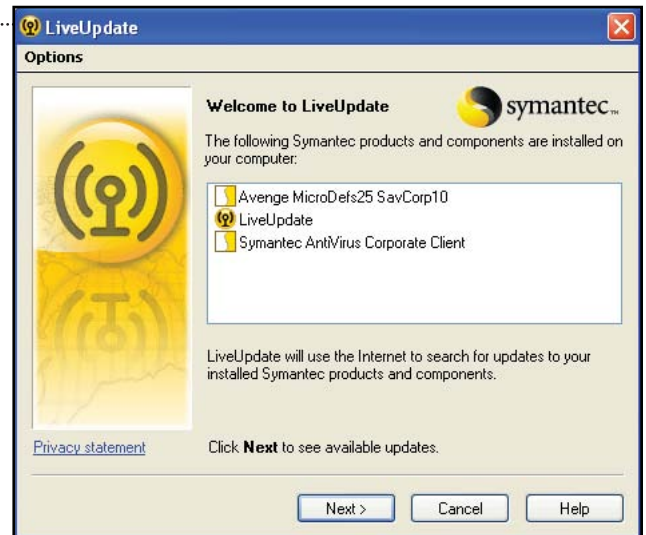 LiveUpdate
Options
Welcome to LiveUpdate
symantec™
The following Symantec products and components are installed on
your computer:
Avenge MicroDefs25 SavCorp10
LiveUpdate
Symantec AntiVirus Corporate Client
LiveUpdate will use the Internet to search for updates to your
installed Symantec products and components.
Privacy statement
Click Next to see available updates.
Next >
Cancel
Help